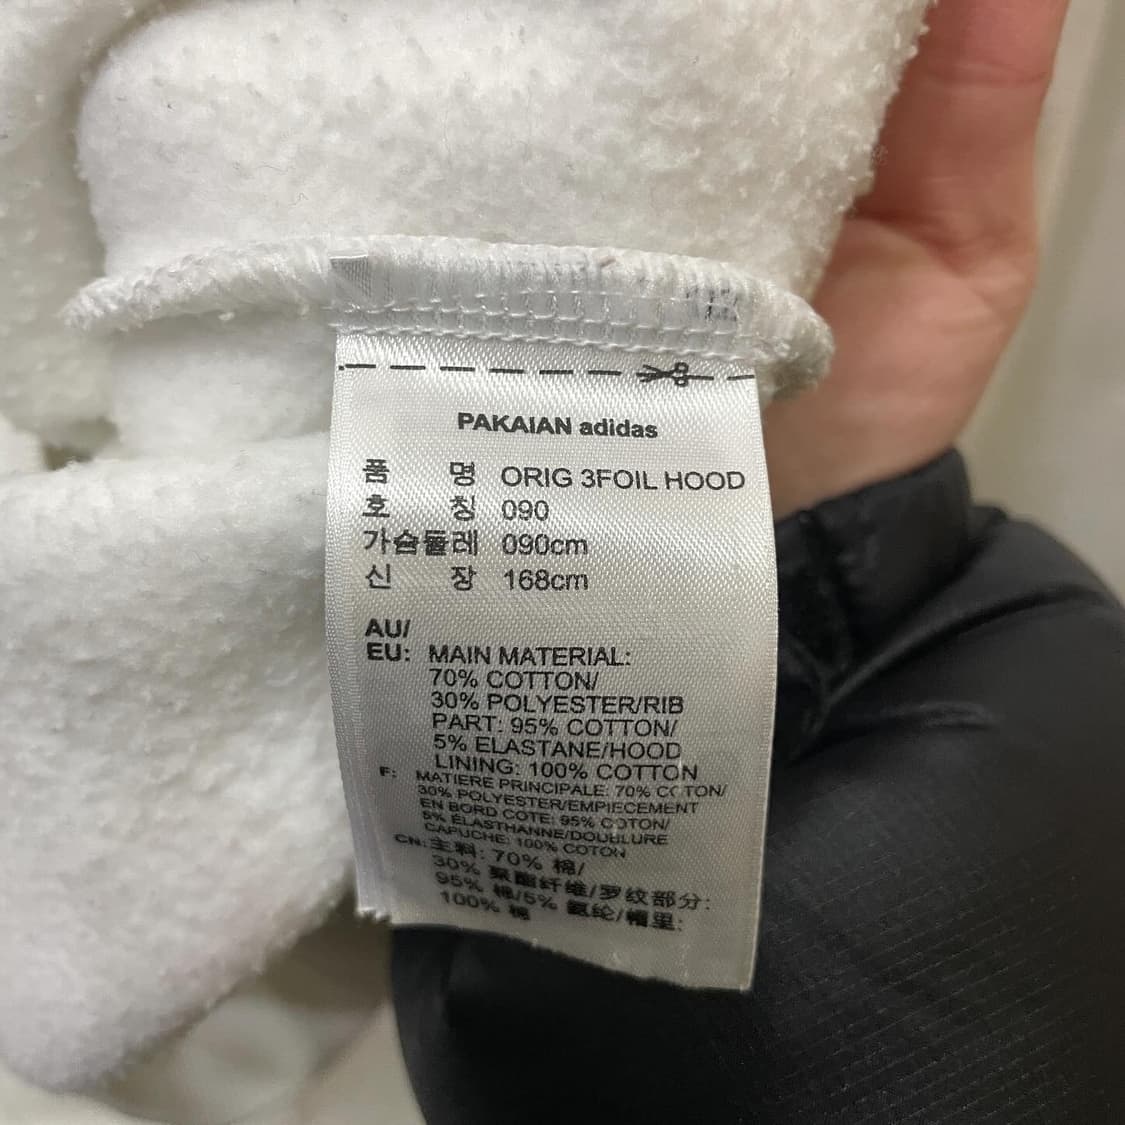 PAKAIAN adidas
품 명 ORIG 3FOIL HOOD
호 칭 090
가슴둘레 090cm
신 장 168cm
AU/
EU: MAIN MATERIAL:
70% COTTON/
30% POLYESTER/RIB
PART: 95% COTTON/
5% ELASTANE/HOOD
LINING: 100% COTTON
F: MATIERE PRINCIPALE: 70% COTON/
30% POLYESTER/EMPIECEMENT
EN BORD COTE: 95% COTON/
5% ELASTHANNE/DOUBLURE
CAPUCHE: 100% COTON
CN: 主料: 70% 棉/
30% 聚酯纤维/罗纹部分:
95% 棉/5% 氨纶/帽里:
100% 棉